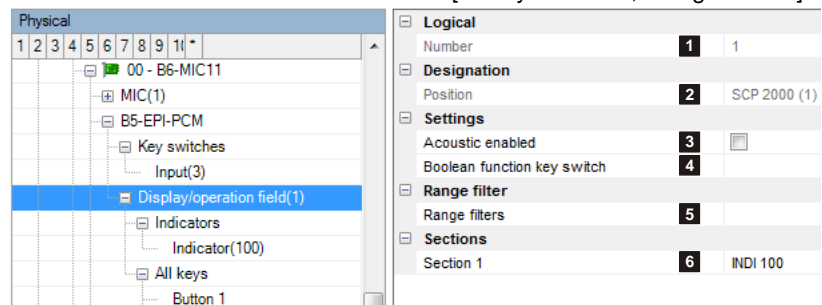 Physical
1 2 3 4 5 6 7 8 9 1( *
00 - B6-MIC11
MIC(1)
B5-EPI-PCM
Key switches
Input(3)
Display/operation field(1)
Indicators
Indicator(100)
All keys
Button 1
Logical
Number 1 1
Designation
Position 2 SCP 2000 (1)
Settings
Acoustic enabled 3
Boolean function key switch 4
Range filter
Range filters 5
Sections
Section 1 6 INDI 100